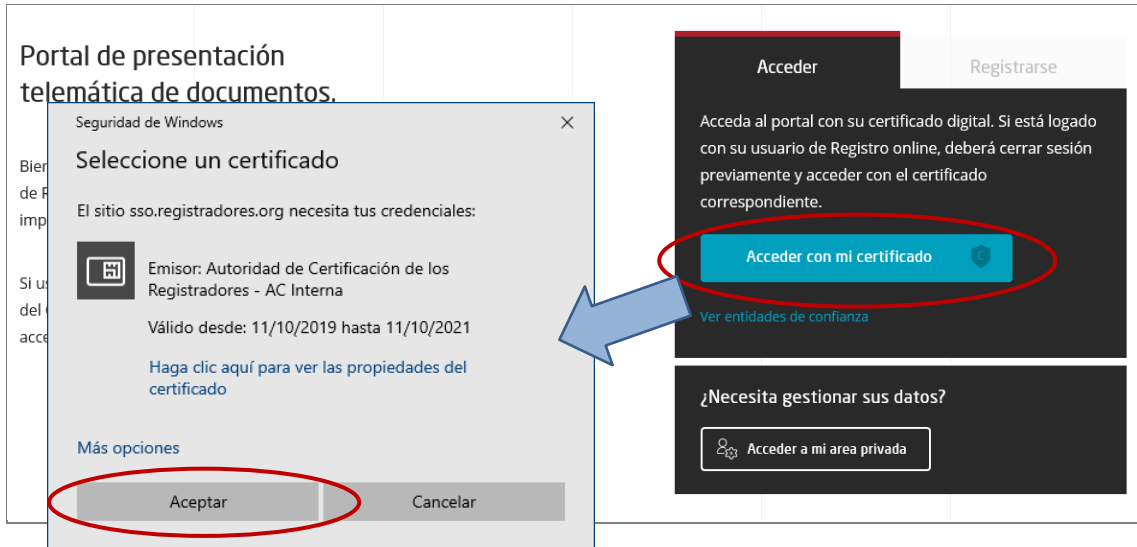 Portal de presentación
telemática de documentos.
Bien
de R
imp
Si us
del C
acce
Seguridad de Windows
Seleccione un certificado
El sitio sso.registradores.org necesita tus credenciales:
Emisor: Autoridad de Certificación de los
Registradores - AC Interna
Válido desde: 11/10/2019 hasta 11/10/2021
Haga clic aquí para ver las propiedades del
certificado
Más opciones
Aceptar
Cancelar
Acceder
Registrarse
Acceda al portal con su certificado digital. Si está logado
con su usuario de Registro online, deberá cerrar sesión
previamente y acceder con el certificado
correspondiente.
Acceder con mi certificado
Ver entidades de confianza
¿Necesita gestionar sus datos?
Acceder a mi area privada